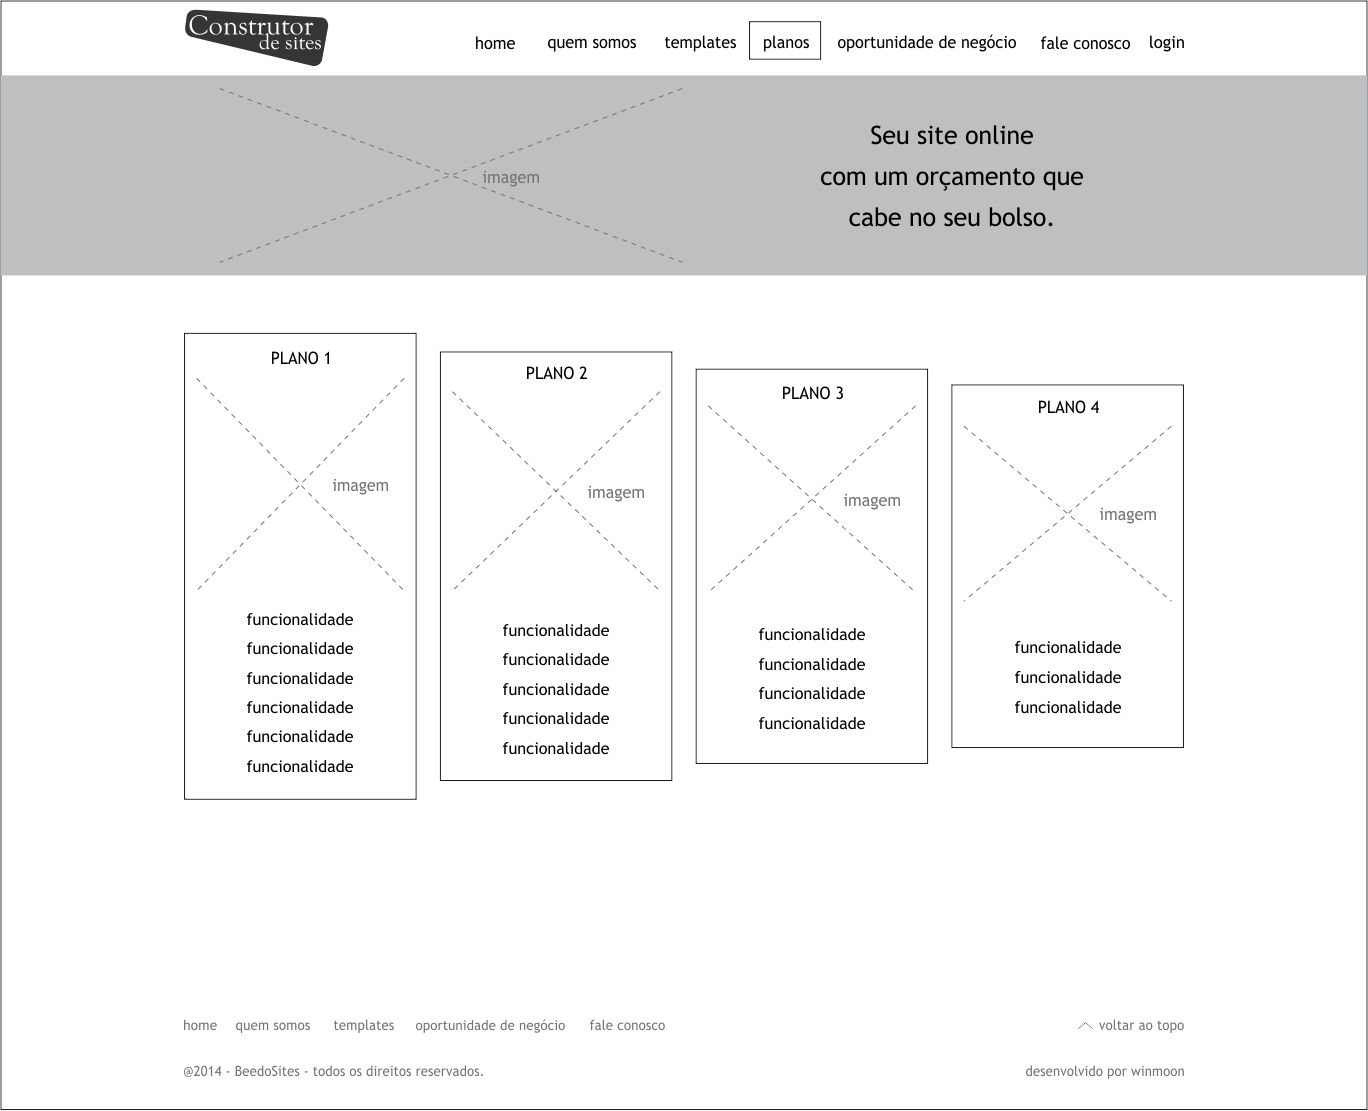 Construtor
de sites
home quem somos templates planos oportunidade de negócio fale conosco login
imagem
Seu site online
com um orçamento que
cabe no seu bolso.
PLANO 1
imagem
funcionalidade
funcionalidade
funcionalidade
funcionalidade
funcionalidade
funcionalidade
PLANO 2
imagem
funcionalidade
funcionalidade
funcionalidade
funcionalidade
funcionalidade
PLANO 3
imagem
funcionalidade
funcionalidade
funcionalidade
funcionalidade
PLANO 4
imagem
funcionalidade
funcionalidade
funcionalidade
home quem somos templates oportunidade de negócio fale conosco voltar ao topo
@2014 - BeedoSites - todos os direitos reservados. desenvolvido por winmoon